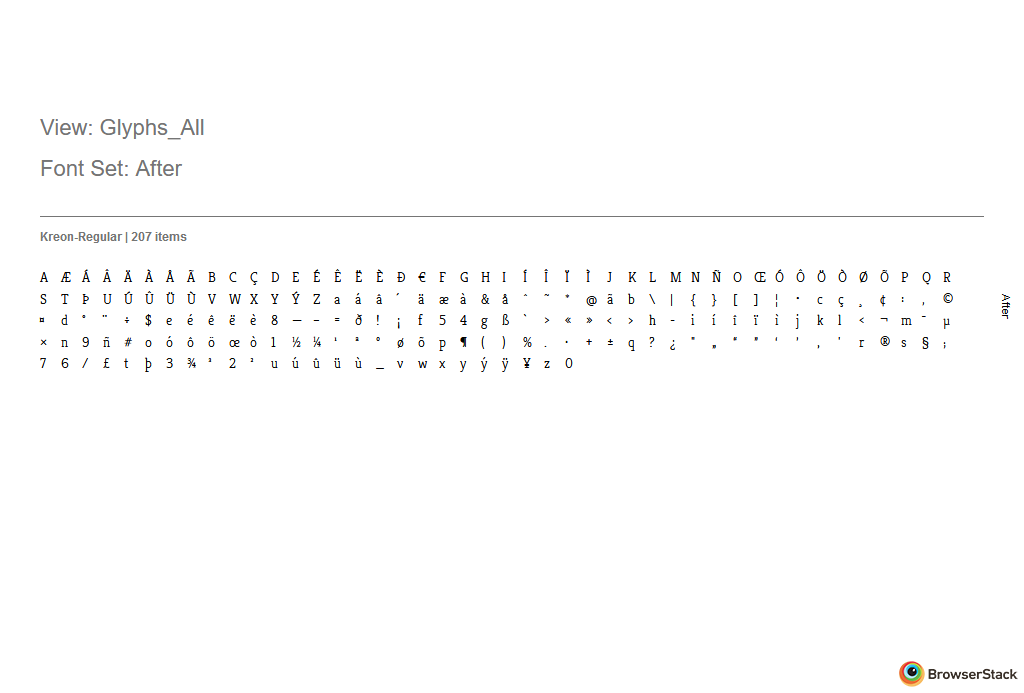 View: Glyphs_All
Font Set: After
Kreon-Regular | 207 items
A Æ Á Â Ä À Å Ã B C Ç D E É Ê Ë È Ð € F G H I Í Î Ï Ì J K L M N Ñ O Œ Ó Ô Ö Ò Ø Õ P Q R
S T Þ U Ú Û Ü Ù V W X Y Ý Z a á â ´ ä æ à & å ^ ~ * @ ã b \ | { } [ ] ¦ · c ç ¸ ¢ : , ©
¤ d ° ¨ ÷ $ e é ê ë è 8 — – = ð ! ¡ f 5 4 g ß ` > « » < > h - i í î ï ì j k l < ¬ m ¯ µ
× n 9 ñ # o ó ô ö œ ò 1 ½ ¼ ¹ ª º ø õ p ¶ ( ) % . · + ± q ? ¿ " „ “ ” ‘ ’ ‚ ' r ® s § ;
7 6 / £ t þ 3 ¾ ³ 2 ² u ú û ü ù _ v w x y ý ÿ ¥ z 0
After
BrowserStack